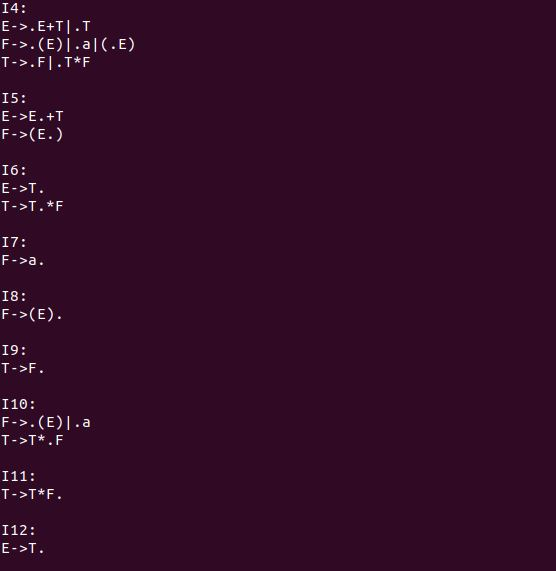 I4:
E->.E+T|.T
F->.(E)|.a|(.E)
T->.F|.T*F
I5:
E->E.+T
F->(E.)
I6:
E->T.
T->T.*F
I7:
F->a.
I8:
F->(E).
I9:
T->F.
I10:
F->.(E)|.a
T->T*.F
I11:
T->T*F.
I12:
E->T.